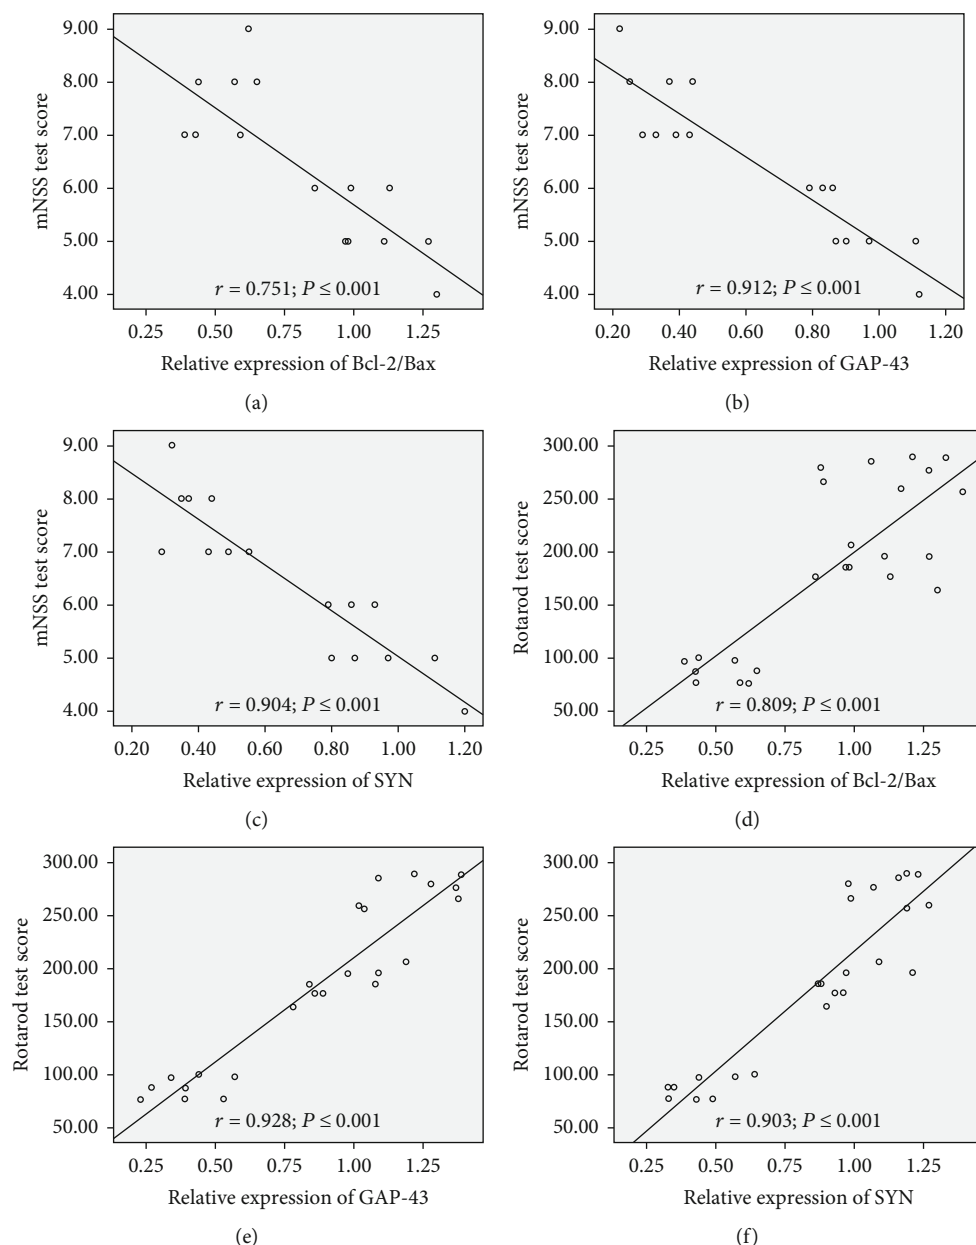 9.00
8.00
7.00
6.00
5.00
4.00
mNSS test score
r = 0.751; P ≤ 0.001
0.25 0.50 0.75 1.00 1.25
Relative expression of Bcl-2/Bax
(a)
9.00
8.00
7.00
6.00
5.00
4.00
mNSS test score
r = 0.912; P ≤ 0.001
0.20 0.40 0.60 0.80 1.00 1.20
Relative expression of GAP-43
(b)
9.00
8.00
7.00
6.00
5.00
4.00
mNSS test score
r = 0.904; P ≤ 0.001
0.20 0.40 0.60 0.80 1.00 1.20
Relative expression of SYN
(c)
300.00
250.00
200.00
150.00
100.00
50.00
Rotarod test score
r = 0.809; P ≤ 0.001
0.25 0.50 0.75 1.00 1.25
Relative expression of Bcl-2/Bax
(d)
300.00
250.00
200.00
150.00
100.00
50.00
Rotarod test score
r = 0.928; P ≤ 0.001
0.25 0.50 0.75 1.00 1.25
Relative expression of GAP-43
(e)
300.00
250.00
200.00
150.00
100.00
50.00
Rotarod test score
r = 0.903; P ≤ 0.001
0.25 0.50 0.75 1.00 1.25
Relative expression of SYN
(f)